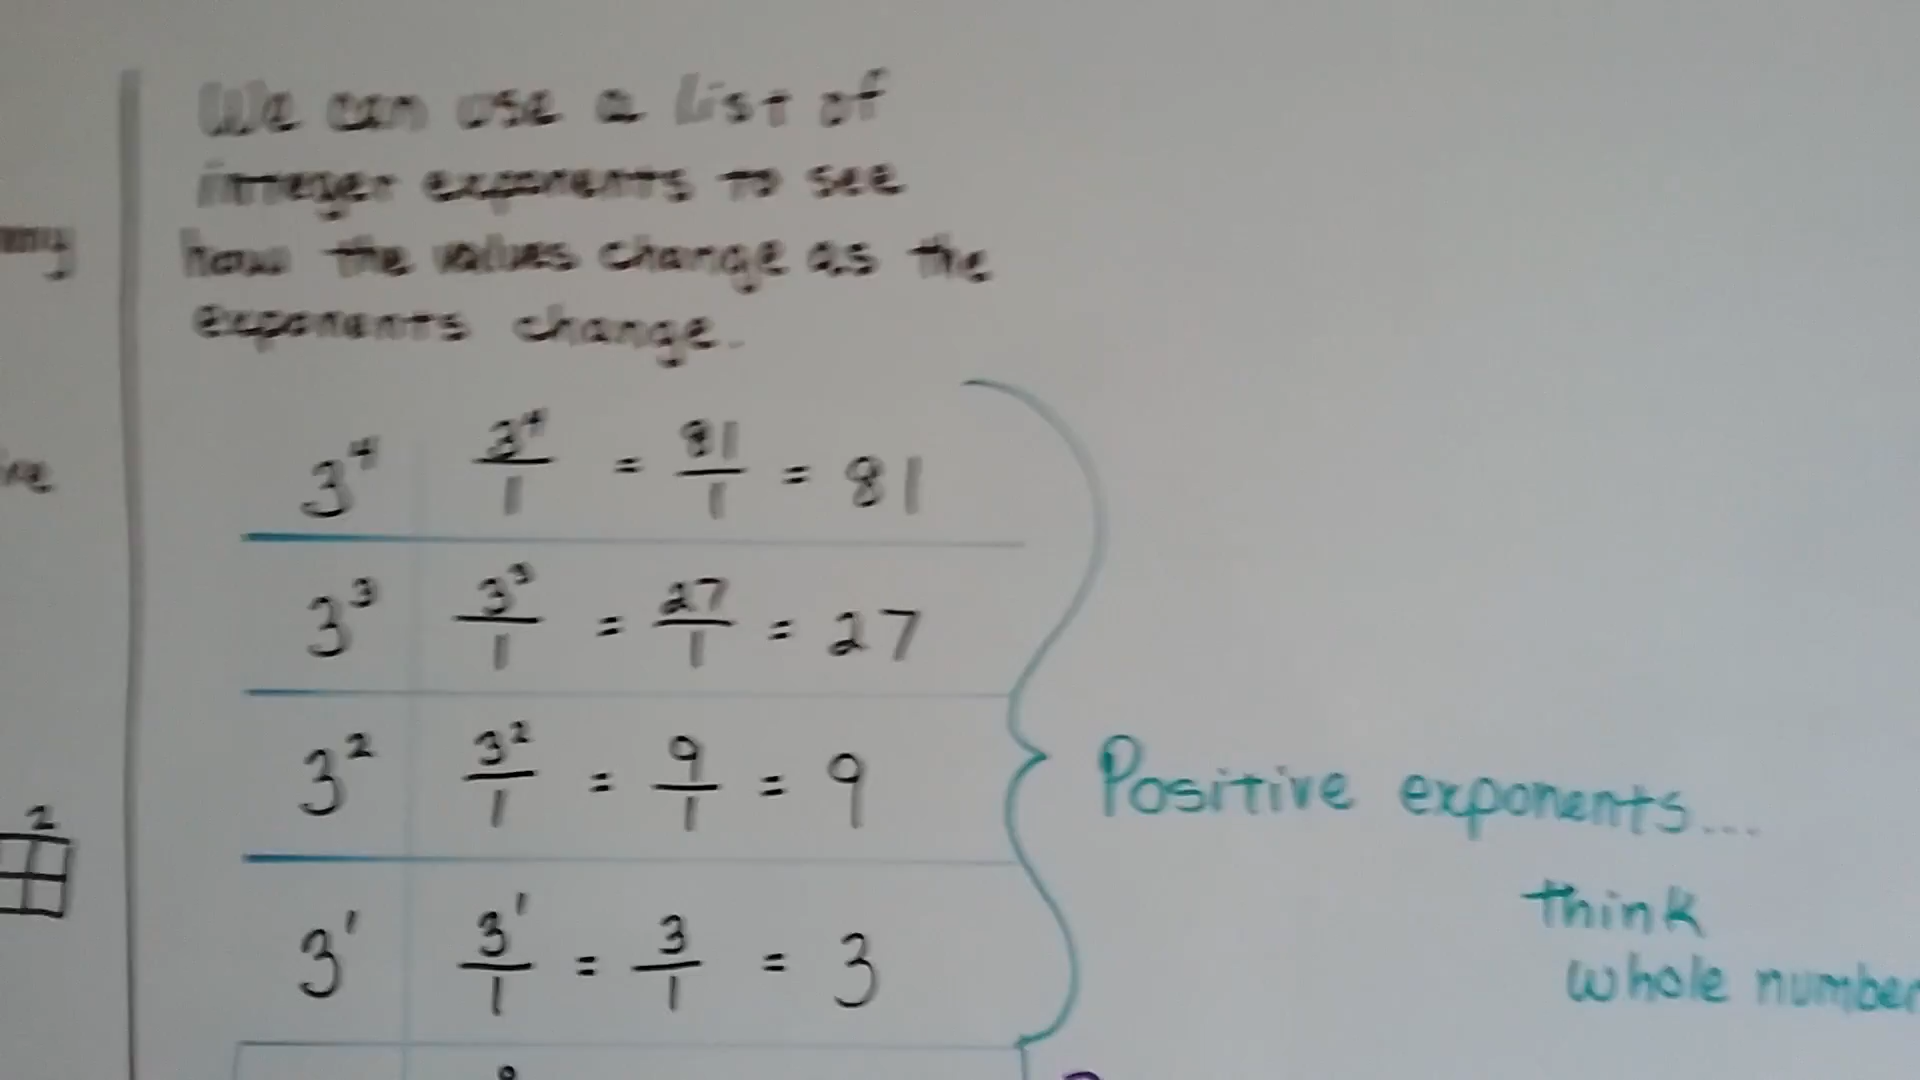 We can use a list of
integer exponents to see
how the values change as the
exponents change.
3⁴ 3⁴/1 = 81/1 = 81
3³ 3³/1 = 27/1 = 27
3² 3²/1 = 9/1 = 9
3¹ 3¹/1 = 3/1 = 3
Positive exponents...
think
whole number
2